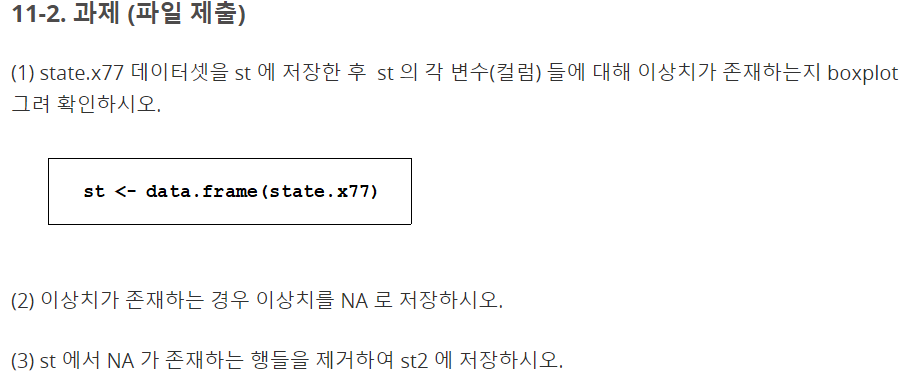 11-2. 과제 (파일 제출)
(1) state.x77 데이터셋을 st 에 저장한 후 st 의 각 변수(컬럼) 들에 대해 이상치가 존재하는지 boxplot
그려 확인하시오.
st <- data.frame(state.x77)
(2) 이상치가 존재하는 경우 이상치를 NA 로 저장하시오.
(3) st 에서 NA 가 존재하는 행들을 제거하여 st2 에 저장하시오.